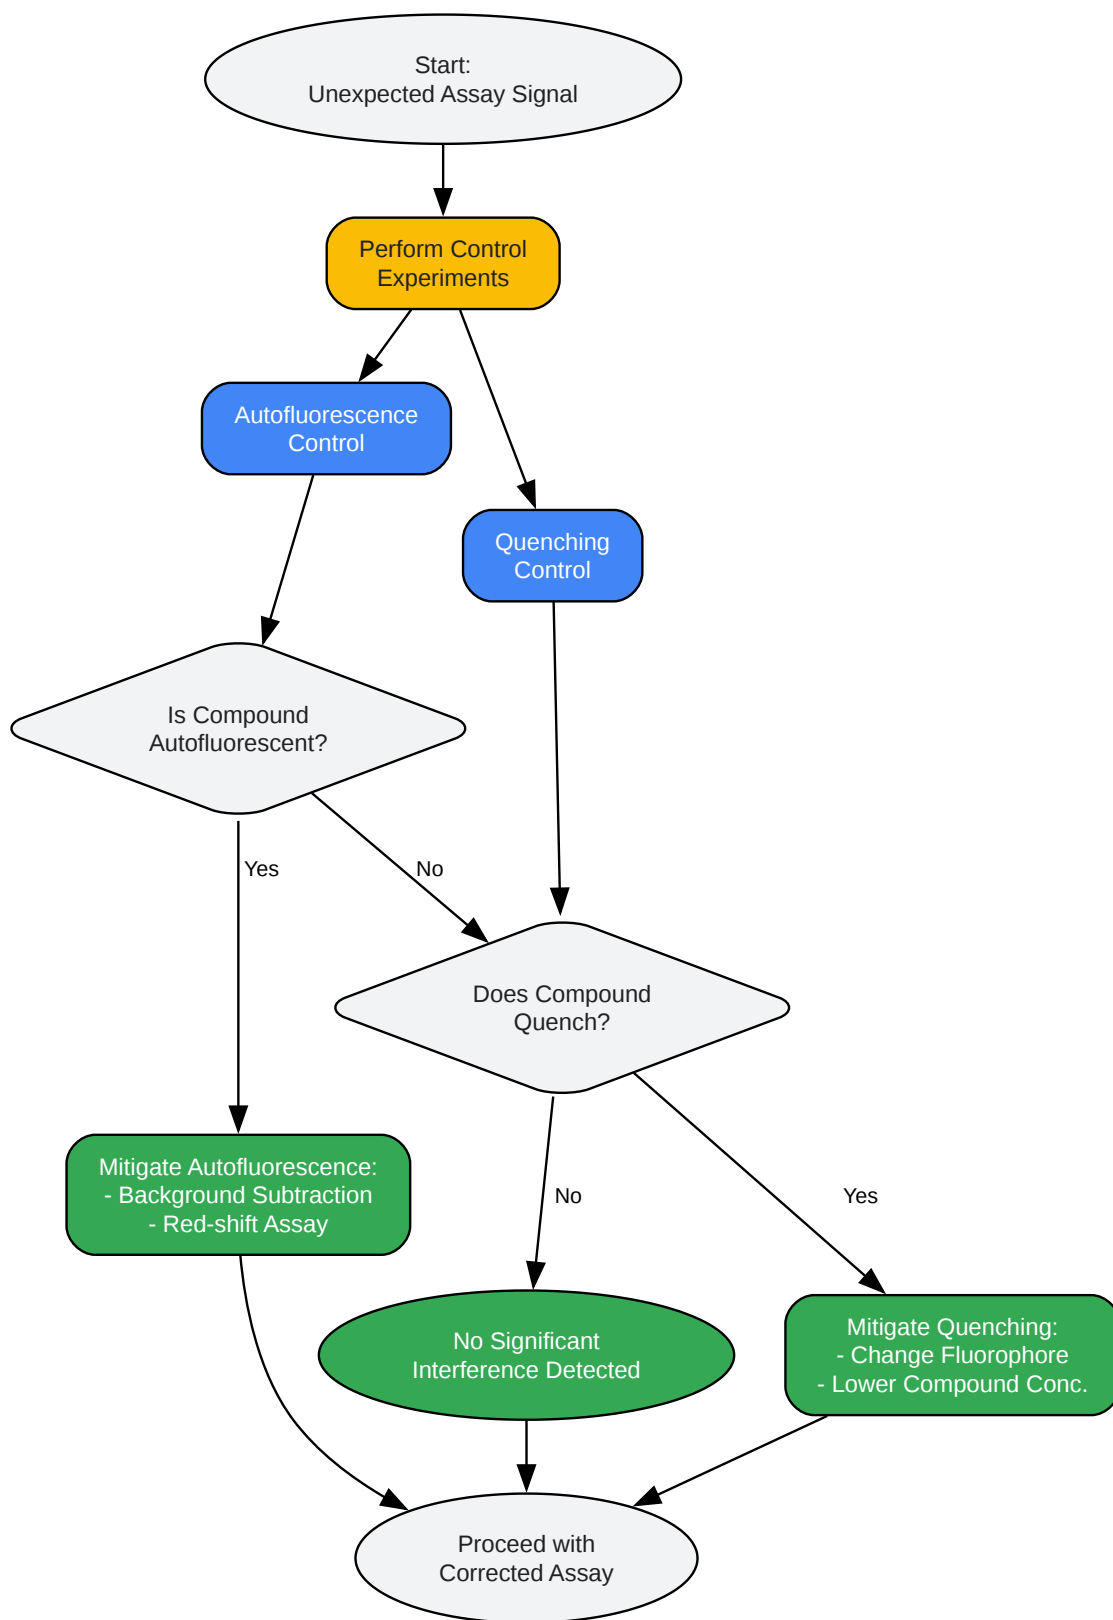 Start:
Unexpected Assay Signal
Perform Control
Experiments
Autofluorescence
Control
Quenching
Control
Is Compound
Autofluorescent?
Yes
No
Does Compound
Quench?
Mitigate Autofluorescence:
- Background Subtraction
- Red-shift Assay
No
Yes
No Significant
Interference Detected
Mitigate Quenching:
- Change Fluorophore
- Lower Compound Conc.
Proceed with
Corrected Assay